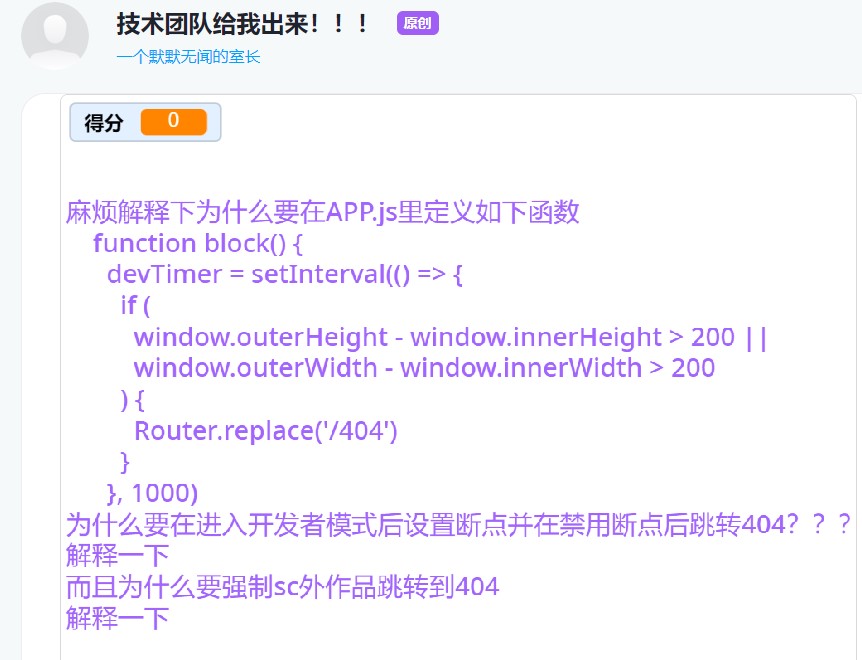 技术团队给我出来！！！ 原创
一个默默无闻的室长
得分 0
麻烦解释下为什么要在APP.js里定义如下函数
function block() {
devTimer = setInterval(() => {
if (
window.outerHeight - window.innerHeight > 200 ||
window.outerWidth - window.innerWidth > 200
) {
Router.replace('/404')
}
}, 1000)
为什么要在进入开发者模式后设置断点并在禁用断点后跳转404？？？
解释一下
而且为什么要强制sc外作品跳转到404
解释一下